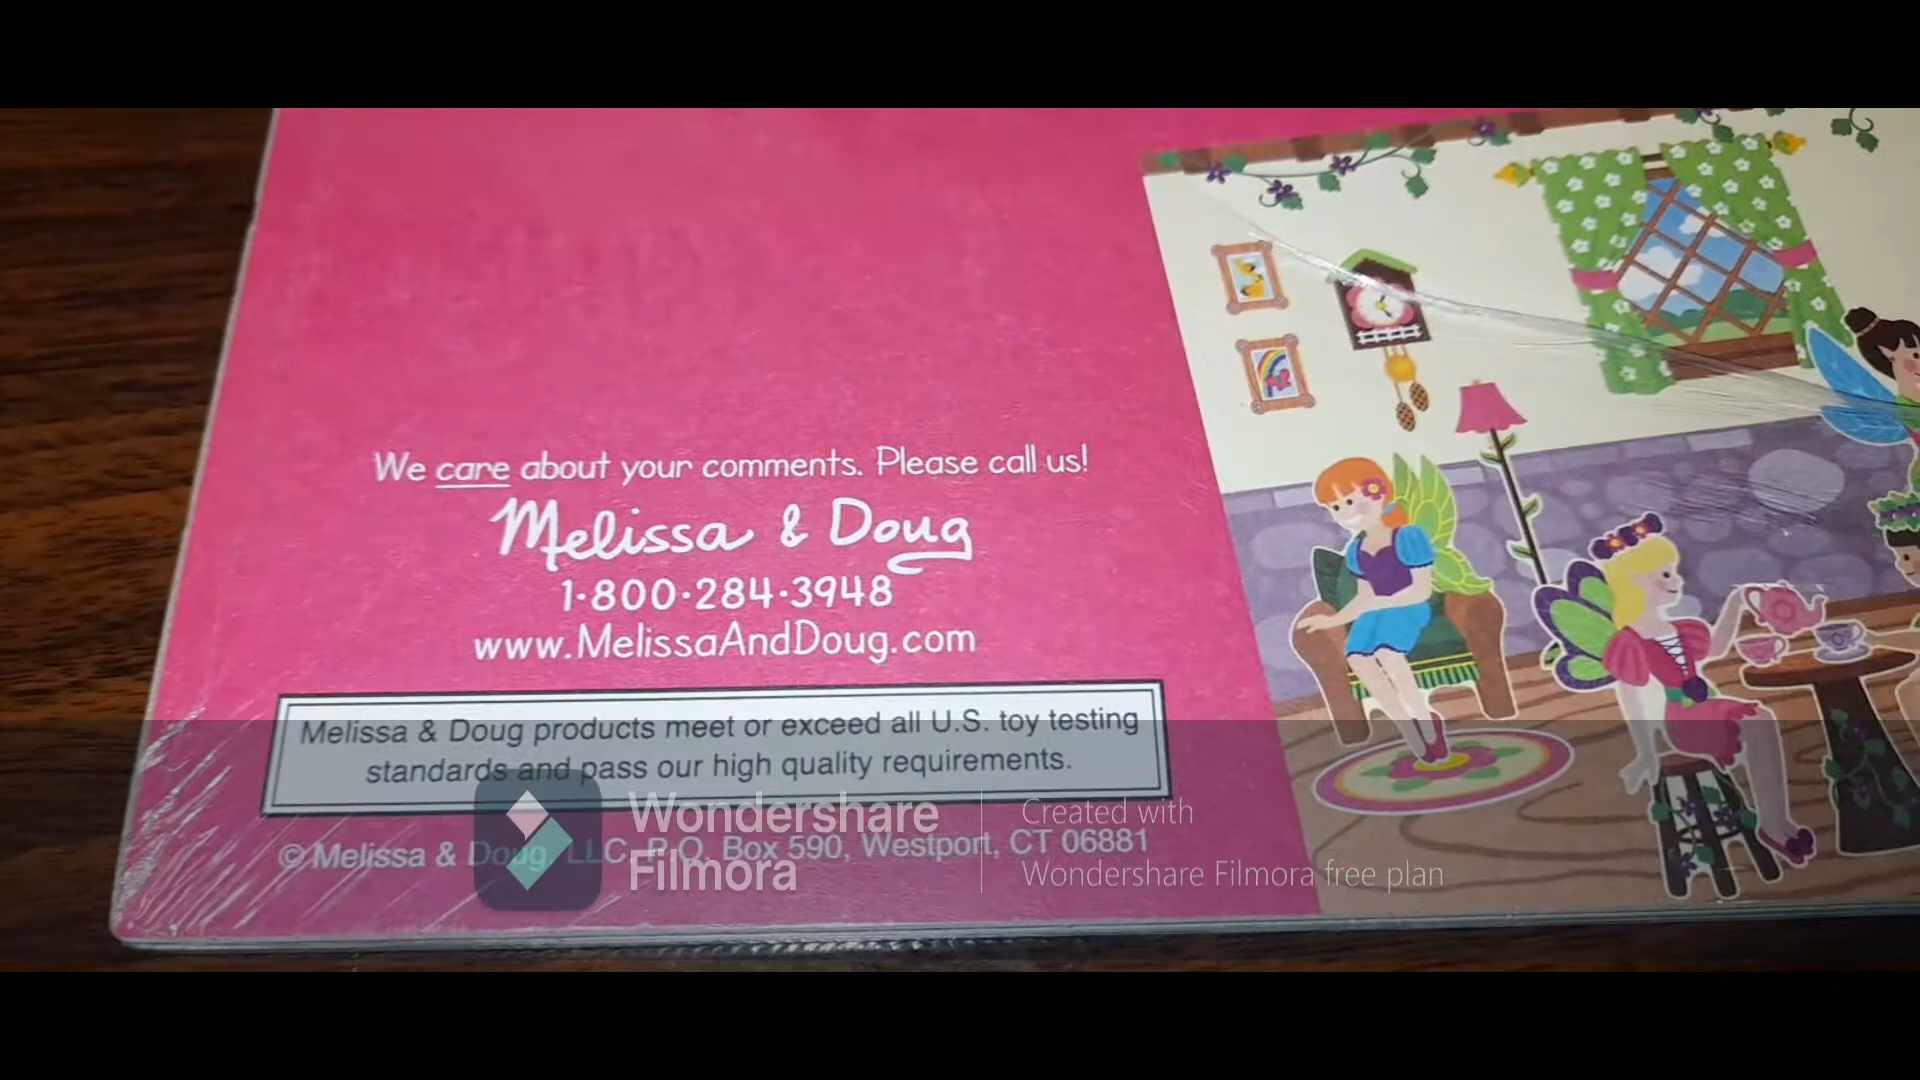 We care about your comments. Please call us!
Melissa & Doug
1·800·284·3948
www.MelissaAndDoug.com
Melissa & Doug products meet or exceed all U.S. toy testing
standards and pass our high quality requirements.
© Melissa & Doug, LLC, P.O. Box 590, Westport, CT 06881
Wondershare
Filmora
Created with
Wondershare Filmora free plan